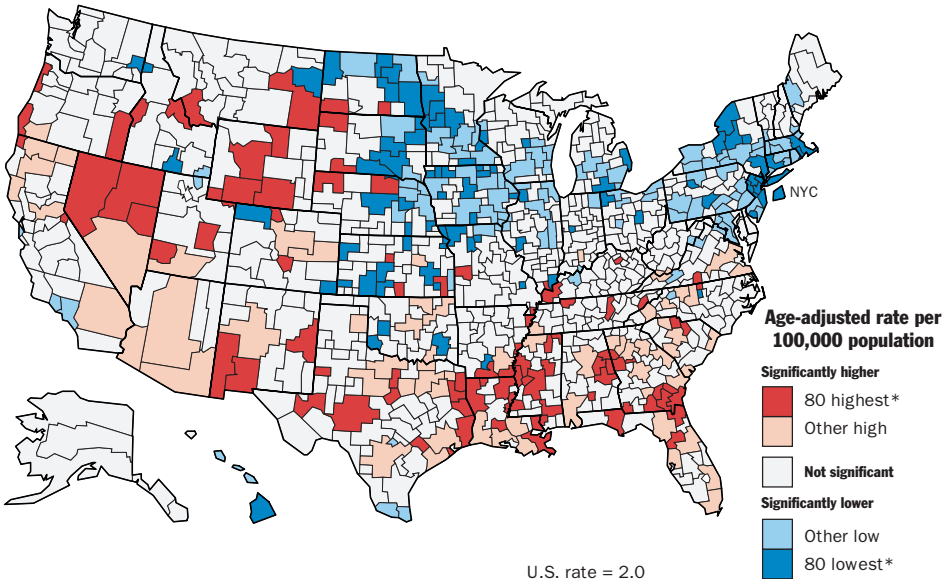 NYC
Age-adjusted rate per
100,000 population
Significantly higher
80 highest*
Other high
Not significant
Significantly lower
Other low
80 lowest*
U.S. rate = 2.0